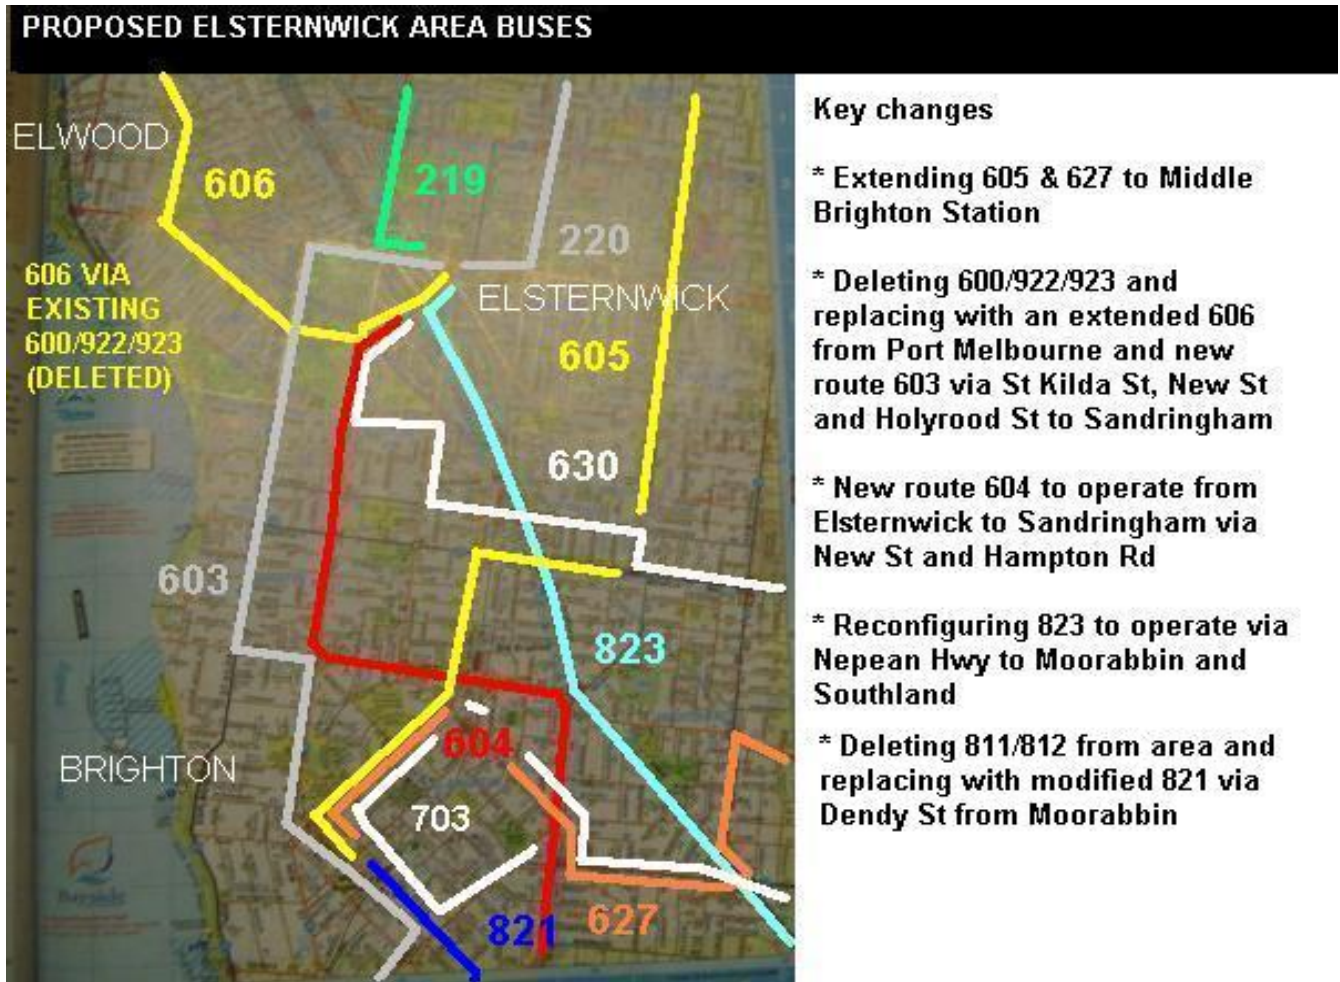 PROPOSED ELSTERNWICK AREA BUSES
ELWOOD
606
219
220
606 VIA
EXISTING
600/922/923
(DELETED)
ELSTERNWICK
605
630
603
823
BRIGHTON
604
703
821
627
Key changes
* Extending 605 & 627 to Middle
Brighton Station
* Deleting 600/922/923 and
replacing with an extended 606
from Port Melbourne and new
route 603 via St Kilda St, New St
and Holyrood St to Sandringham
* New route 604 to operate from
Elsternwick to Sandringham via
New St and Hampton Rd
* Reconfiguring 823 to operate via
Nepean Hwy to Moorabbin and
Southland
* Deleting 811/812 from area and
replacing with modified 821 via
Dendy St from Moorabbin